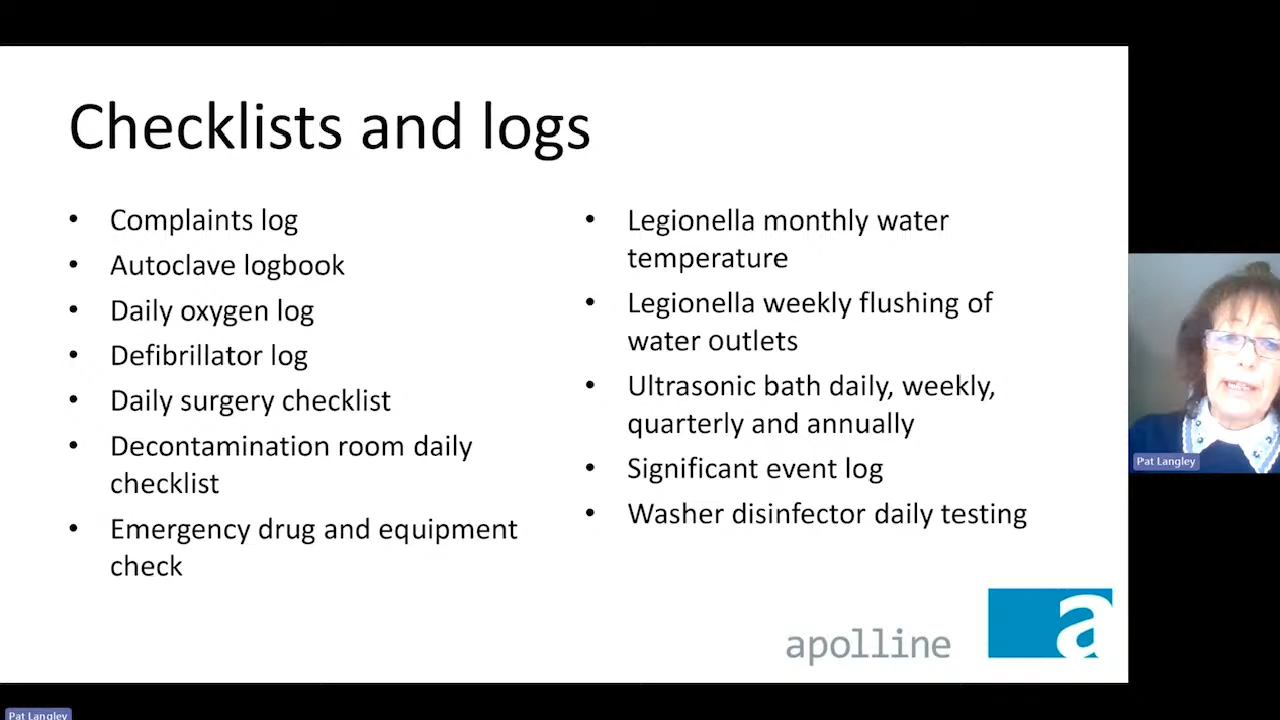 Checklists and logs
• Complaints log
• Autoclave logbook
• Daily oxygen log
• Defibrillator log
• Daily surgery checklist
• Decontamination room daily
checklist
• Emergency drug and equipment
check
• Legionella monthly water
temperature
• Legionella weekly flushing of
water outlets
• Ultrasonic bath daily, weekly,
quarterly and annually
• Significant event log
• Washer disinfector daily testing
apolline
a
Pat Langley
Pat Langley